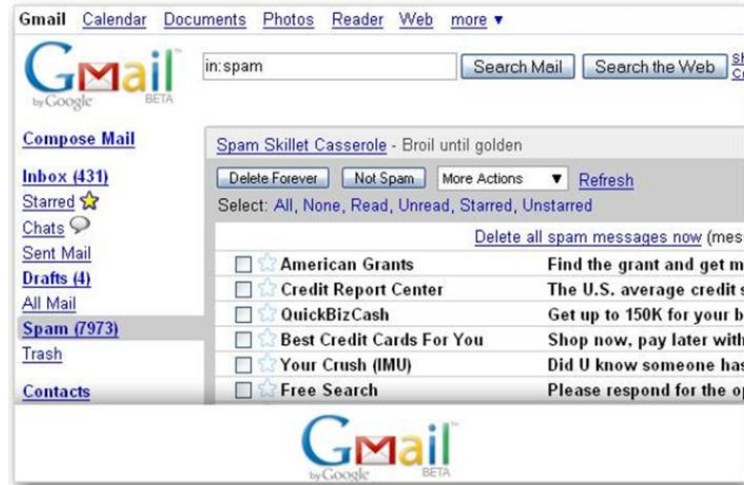 Gmail Calendar Documents Photos Reader Web more ▼
Gmail™ by Google BETA
in:spam Search Mail Search the Web
Compose Mail
Inbox (431)
Starred
Chats
Sent Mail
Drafts (4)
All Mail
Spam (7973)
Trash
Contacts
Spam Skillet Casserole - Broil until golden
Delete Forever Not Spam More Actions ▼ Refresh
Select: All, None, Read, Unread, Starred, Unstarred
Delete all spam messages now (mes
American Grants Find the grant and get m
Credit Report Center The U.S. average credit s
QuickBizCash Get up to 150K for your b
Best Credit Cards For You Shop now, pay later with
Your Crush (IMU) Did U know someone has
Free Search Please respond for the op
Gmail™
by Google BETA